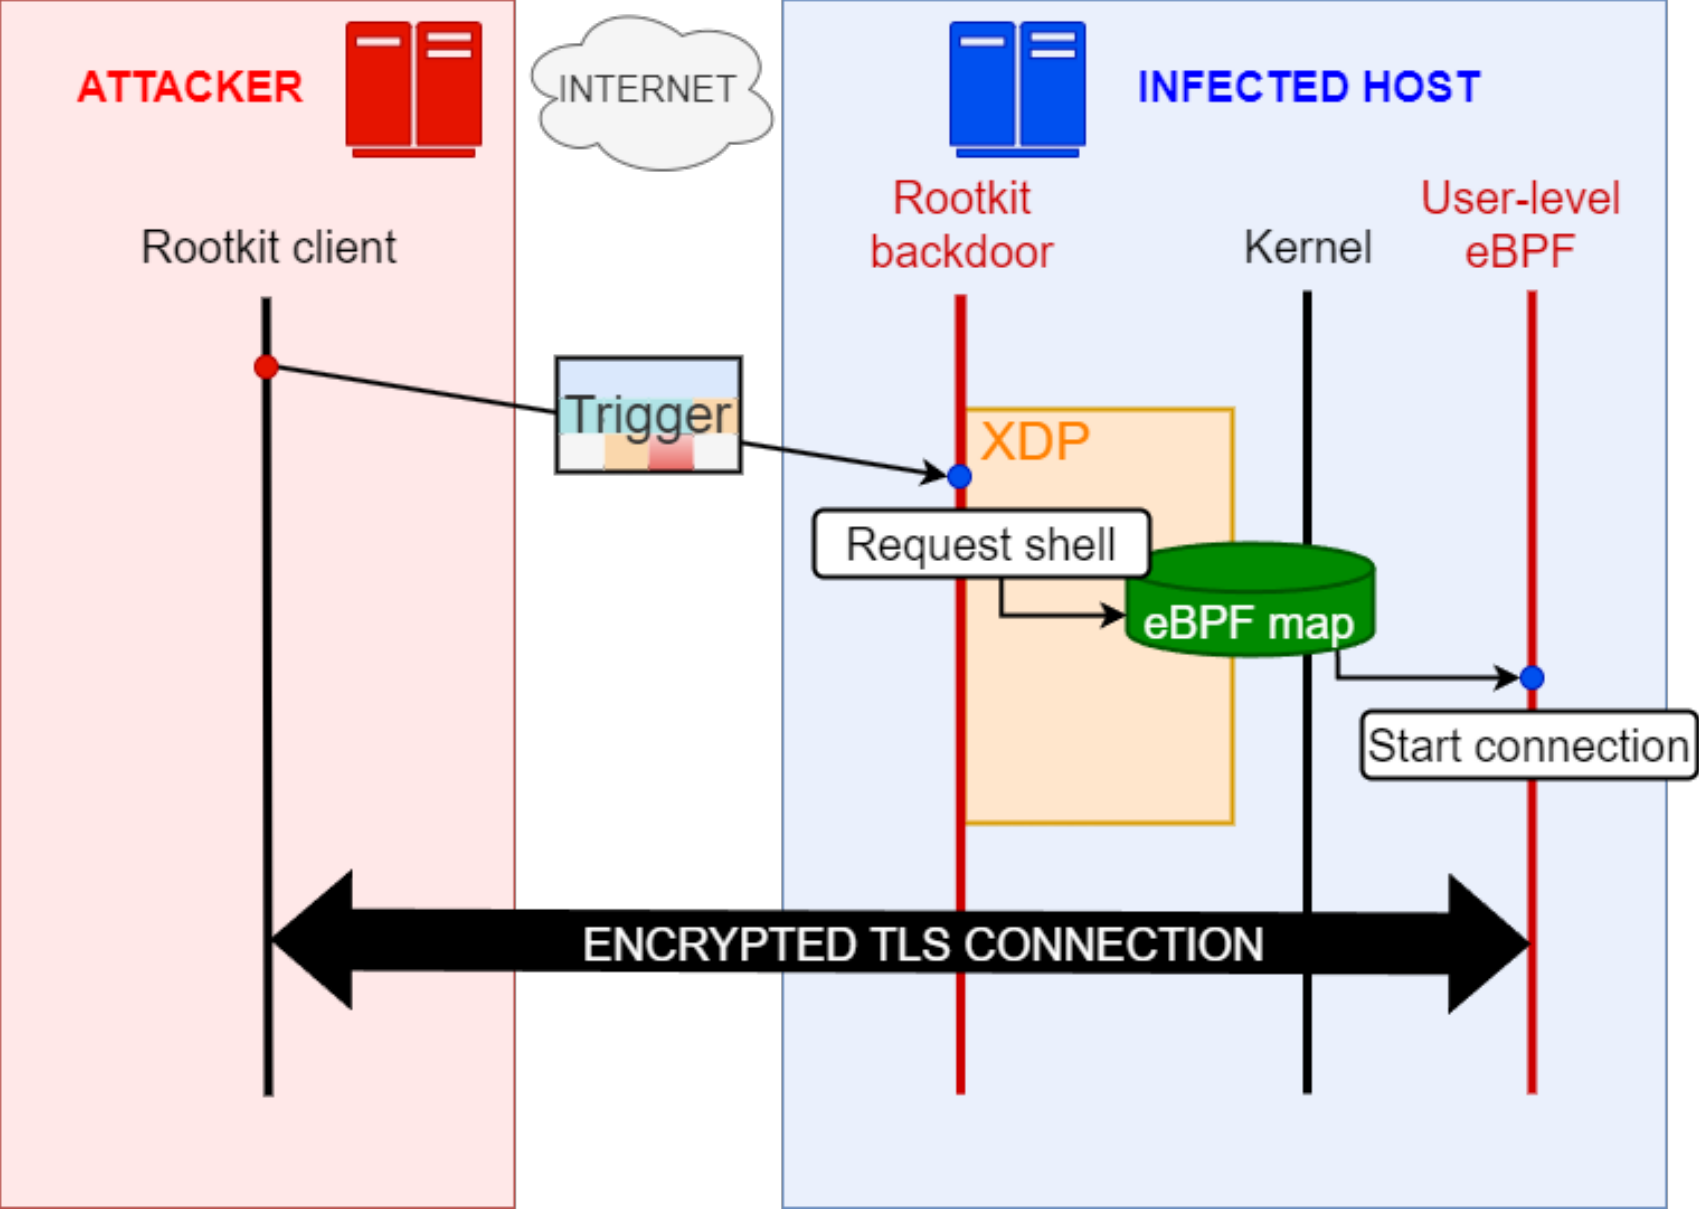 ATTACKER
INTERNET
INFECTED HOST
Rootkit client
Rootkit
backdoor
Kernel
User-level
eBPF
Trigger
XDP
Request shell
eBPF map
Start connection
ENCRYPTED TLS CONNECTION